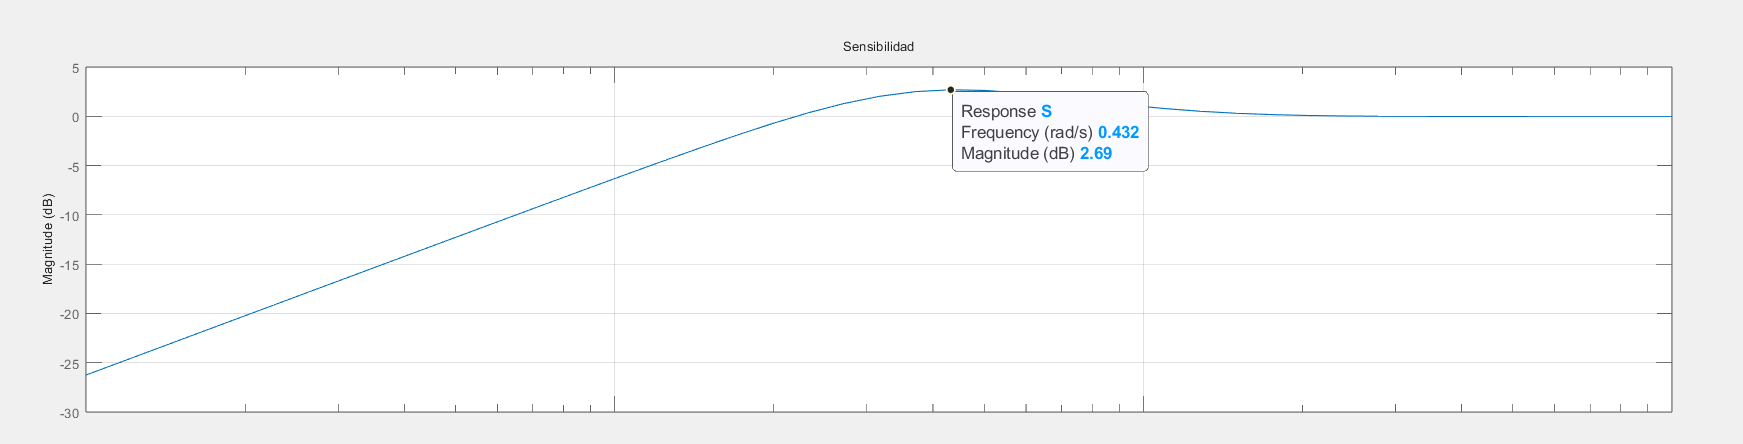 Sensibilidad
Magnitude (dB)
5
0
-5
-10
-15
-20
-25
-30
Response S
Frequency (rad/s) 0.432
Magnitude (dB) 2.69